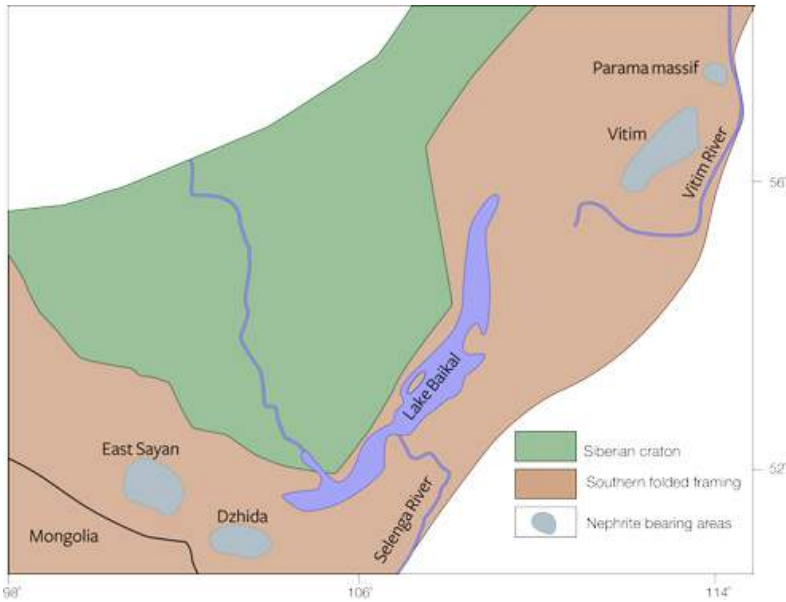 Parama massif
Vitim
Vitim River
56°
Lake Baikal
East Sayan
Dzhida
Mongolia
Selenga River
Siberian craton
52°
Southern folded framing
Nephrite bearing areas
98°
106°
114°